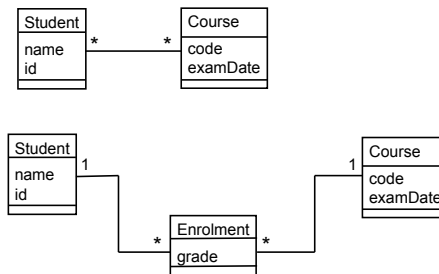 Student
name
id
*
*
Course
code
examDate
Student
name
id
1
*
Enrolment
grade
*
1
Course
code
examDate